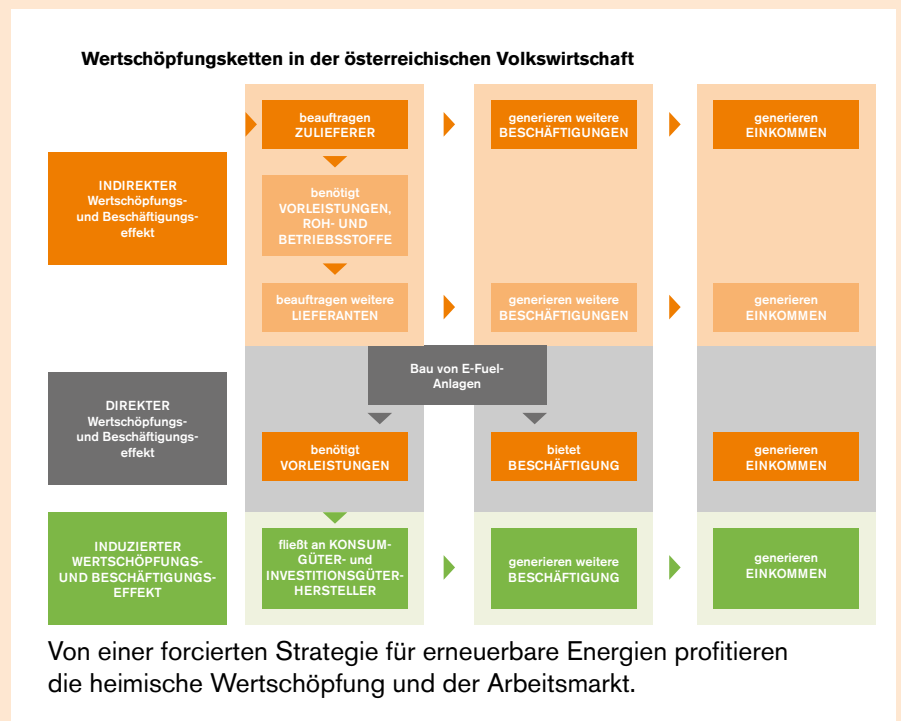 Wertschöpfungsketten in der österreichischen Volkswirtschaft
INDIREKTER
Wertschöpfungs-
und Beschäftigungs-
effekt
beauftragen
ZULIEFERER
generieren weitere
BESCHÄFTIGUNGEN
generieren
EINKOMMEN
benötigt
VORLEISTUNGEN,
ROH- UND
BETRIEBSSTOFFE
beauftragen weitere
LIEFERANTEN
generieren weitere
BESCHÄFTIGUNGEN
generieren
EINKOMMEN
Bau von E-Fuel-
Anlagen
DIREKTER
Wertschöpfungs-
und Beschäftigungs-
effekt
benötigt
VORLEISTUNGEN
bietet
BESCHÄFTIGUNG
generieren
EINKOMMEN
INDUZIERTER
WERTSCHÖPFUNGS-
UND BESCHÄFTIGUNGS-
EFFEKT
fließt an KONSUM-
GÜTER- und
INVESTITIONSGÜTER-
HERSTELLER
generieren weitere
BESCHÄFTIGUNG
generieren
EINKOMMEN
Von einer forcierten Strategie für erneuerbare Energien profitieren
die heimische Wertschöpfung und der Arbeitsmarkt.